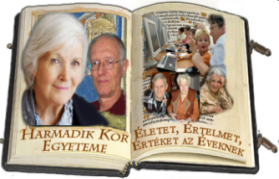 HARMADIK KOR
EGYETEME
ÉLETET, ÉRTELMET,
ÉRTÉKET AZ ÉVEKNEK